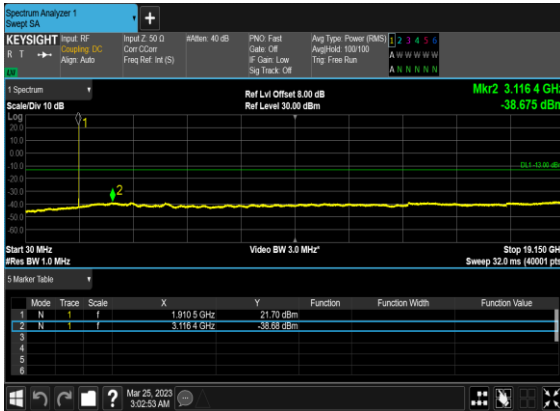 Spectrum Analyzer 1
Swept SA
+
KEYSIGHT Input: RF Input Z: 50 Ω #Atten: 40 dB PNO: Fast Avg Type: Power (RMS) 1 2 3 4 5 6
R T Coupling: DC Corr CCorr Gate: Off Avg|Hold: 100/100 A W W W W W
Align: Auto Freq Ref: Int (S) IF Gain: Low Trig: Free Run
Sig Track: Off A N N N N N
1 Spectrum Ref Lvl Offset 8.00 dB Mkr2 3.116 4 GHz
Scale/Div 10 dB Ref Level 30.00 dBm -38.675 dBm
Log
20.0
10.0
0.00
-10.0
-20.0
-30.0
-40.0
-50.0
-60.0
1
2
DL1 -13.00 dBm
Start 30 MHz Video BW 3.0 MHz* Stop 19.150 GHz
#Res BW 1.0 MHz Sweep 32.0 ms (40001 pts)
5 Marker Table
Mode Trace Scale X Y Function Function Width Function Value
1 N 1 f 1.910 5 GHz 21.70 dBm
2 N 1 f 3.116 4 GHz -38.68 dBm
3
4
5
6
?
Mar 25, 2023
3:02:53 AM